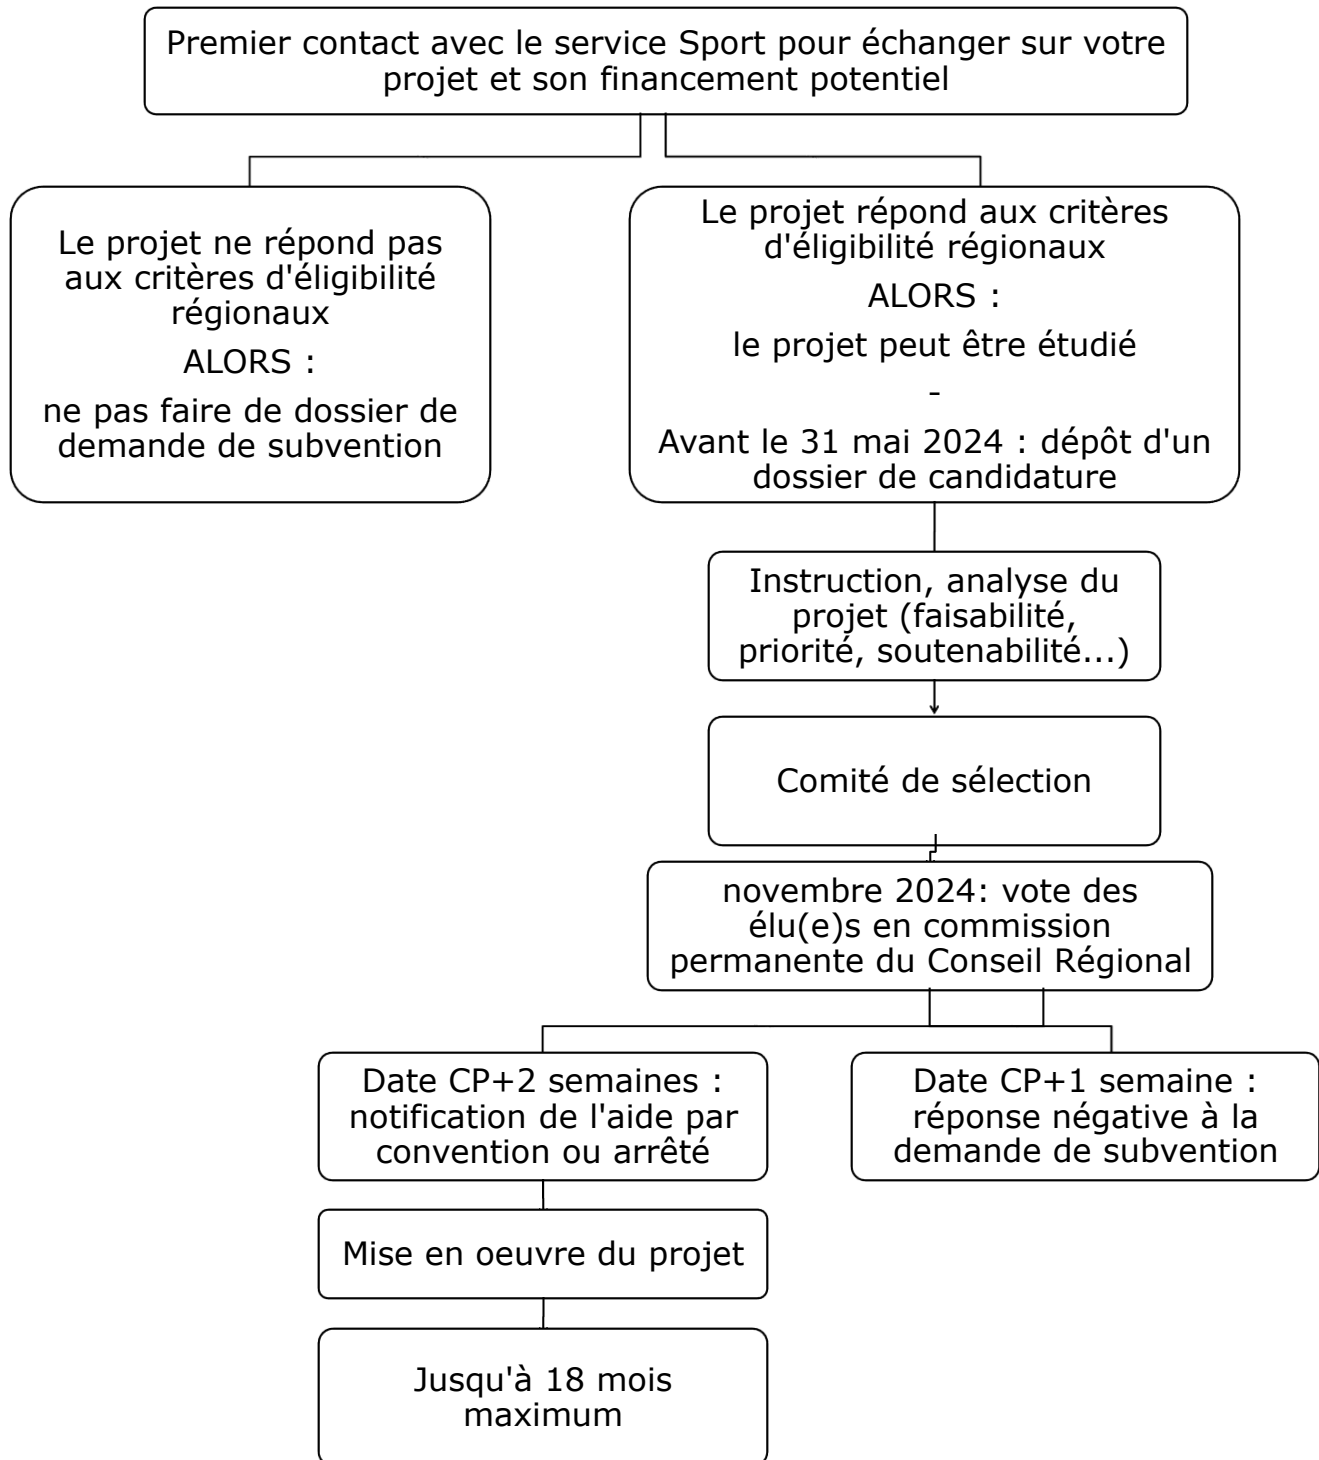 Premier contact avec le service Sport pour échanger sur votre
projet et son financement potentiel
Le projet ne répond pas
aux critères d'éligibilité
régionaux
ALORS :
ne pas faire de dossier de
demande de subvention
Le projet répond aux critères
d'éligibilité régionaux
ALORS :
le projet peut être étudié
-
Avant le 31 mai 2024 : dépôt d'un
dossier de candidature
Instruction, analyse du
projet (faisabilité,
priorité, soutenabilité...)
Comité de sélection
novembre 2024: vote des
élu(e)s en commission
permanente du Conseil Régional
Date CP+2 semaines :
notification de l'aide par
convention ou arrêté
Date CP+1 semaine :
réponse négative à la
demande de subvention
Mise en oeuvre du projet
Jusqu'à 18 mois
maximum